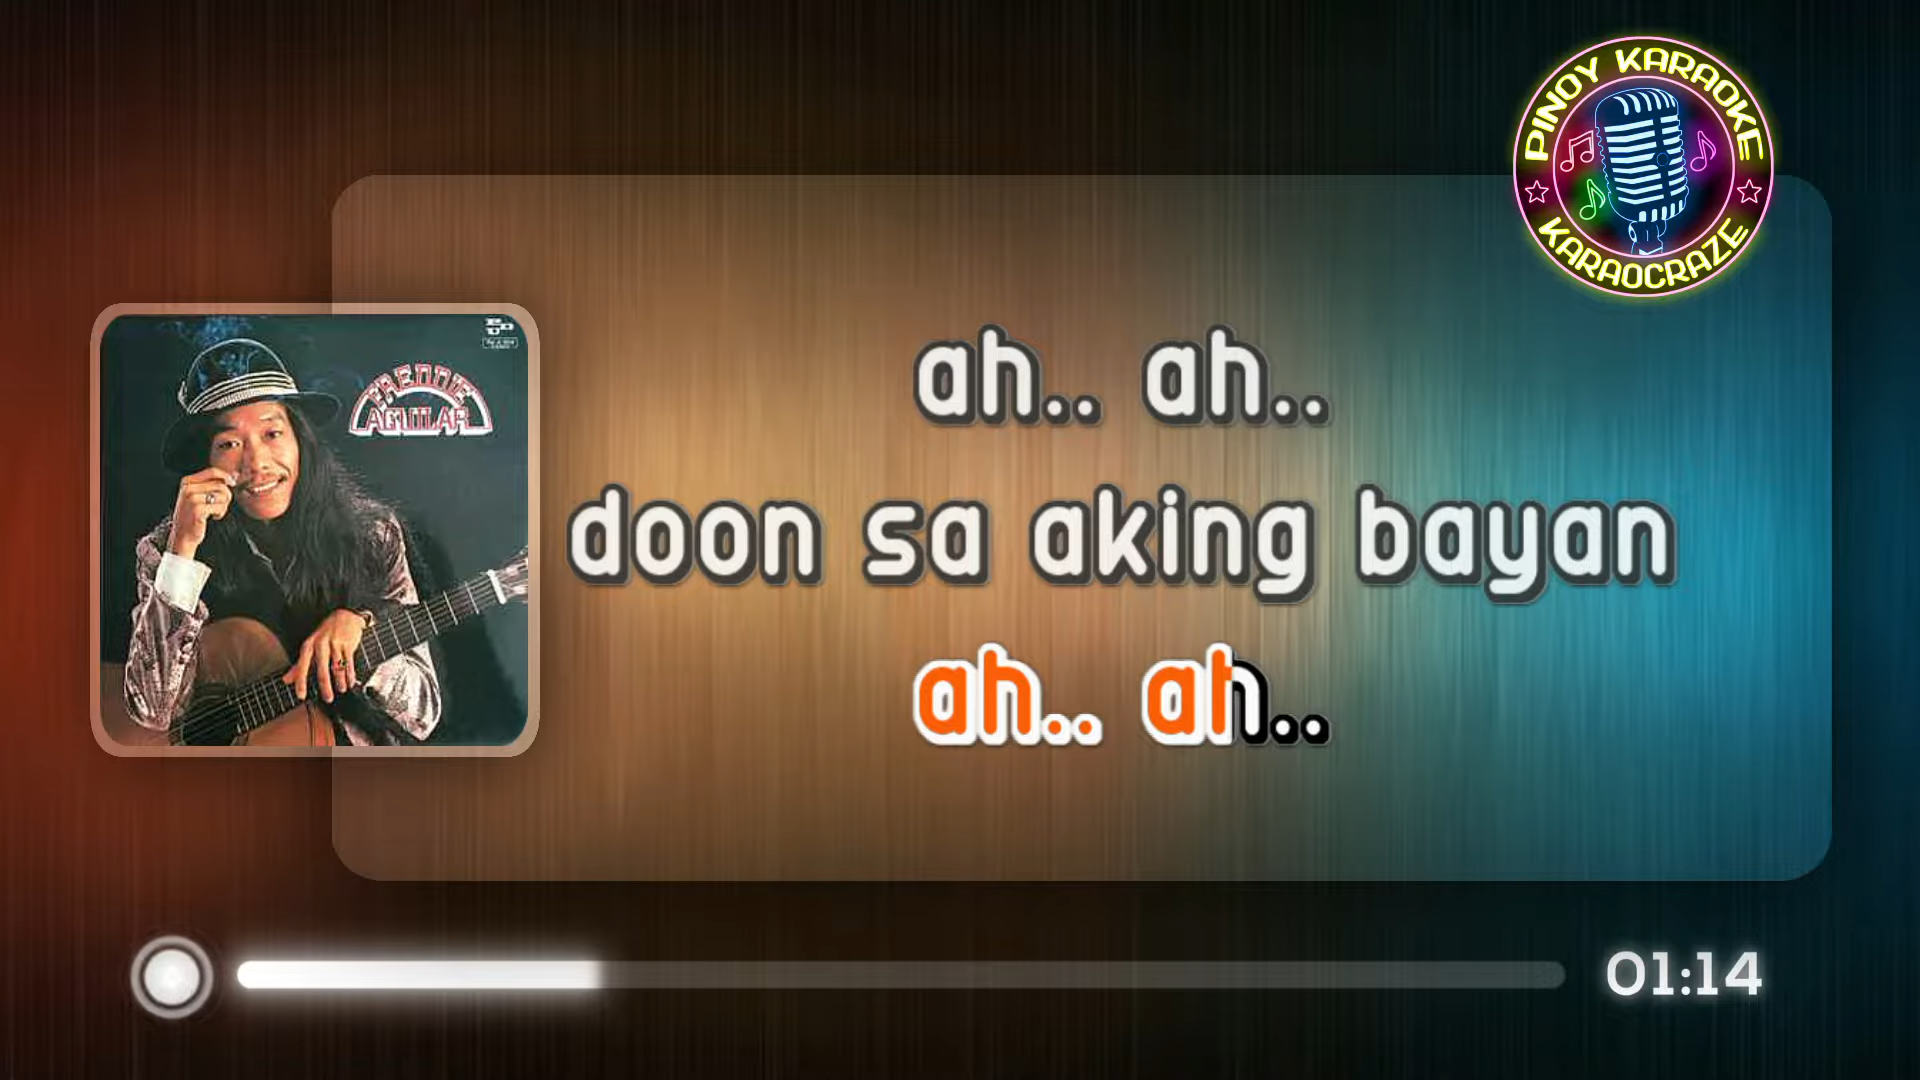 PINOY KARAOKE
KARAOCRAZE
FREDDIE
AGUILAR
ah.. ah..
doon sa aking bayan
ah.. ah..
01:14